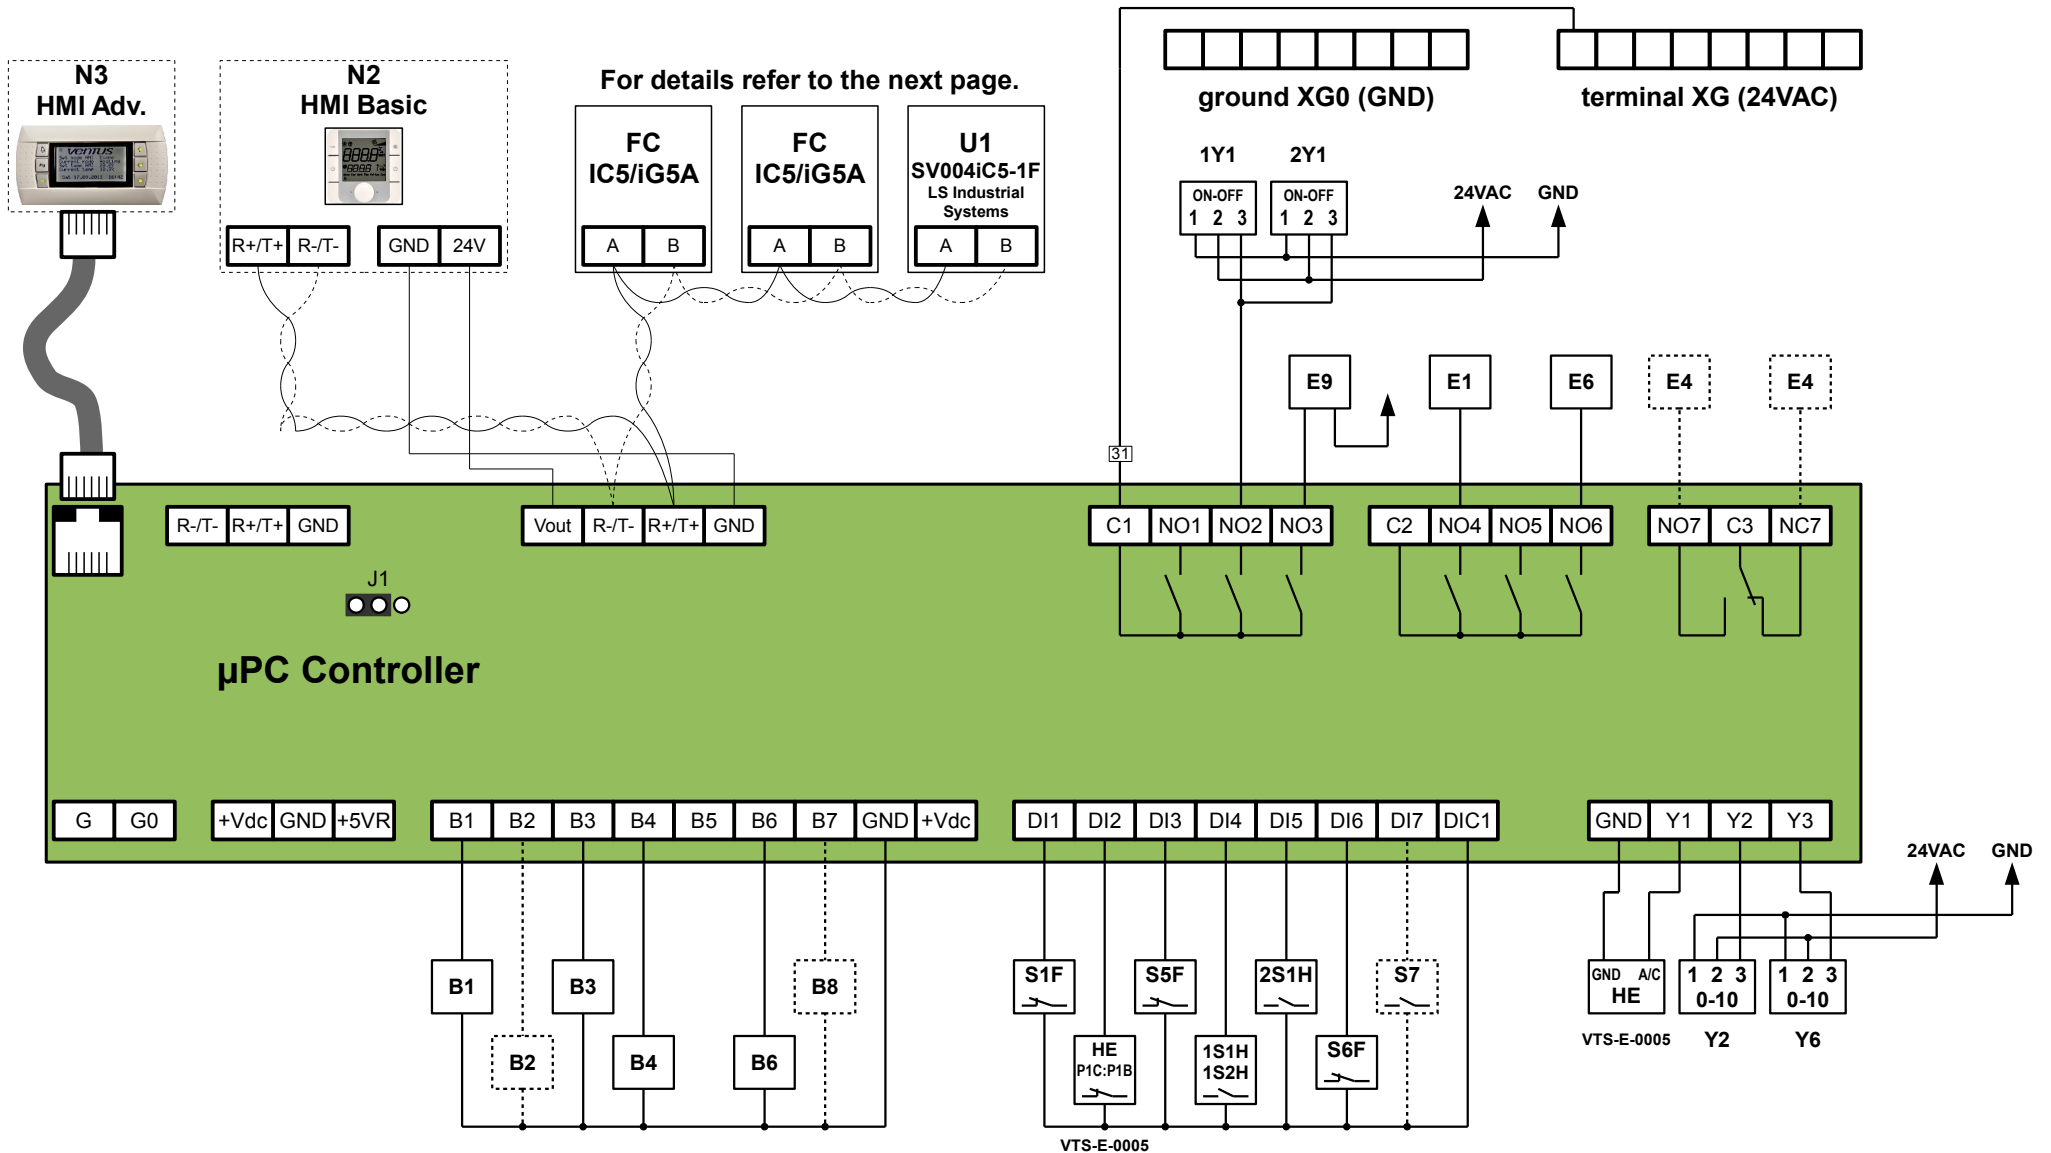 N3
HMI Adv.
VENTUS
N2
HMI Basic
R+/T+ R-/T- GND 24V
For details refer to the next page.
FC
IC5/iG5A
A B
FC
IC5/iG5A
A B
U1
SV004iC5-1F
LS Industrial
Systems
A B
ground XG0 (GND)
terminal XG (24VAC)
1Y1
ON-OFF
1 2 3
2Y1
ON-OFF
1 2 3
24VAC GND
E9
E1
E6
E4
E4
31
R-/T- R+/T+ GND
Vout R-/T- R+/T+ GND
C1 NO1 NO2 NO3
C2 NO4 NO5 NO6
NO7 C3 NC7
J1
µPC Controller
G G0
+Vdc GND +5VR
B1 B2 B3 B4 B5 B6 B7 GND +Vdc
DI1 DI2 DI3 DI4 DI5 DI6 DI7 DIC1
GND Y1 Y2 Y3
24VAC GND
B1
B3
B8
B2
B4
B6
S1F
S5F
2S1H
S7
HE
P1C:P1B
1S1H
1S2H
S6F
VTS-E-0005
GND A/C
HE
VTS-E-0005
1 2 3
0-10
Y2
1 2 3
0-10
Y6